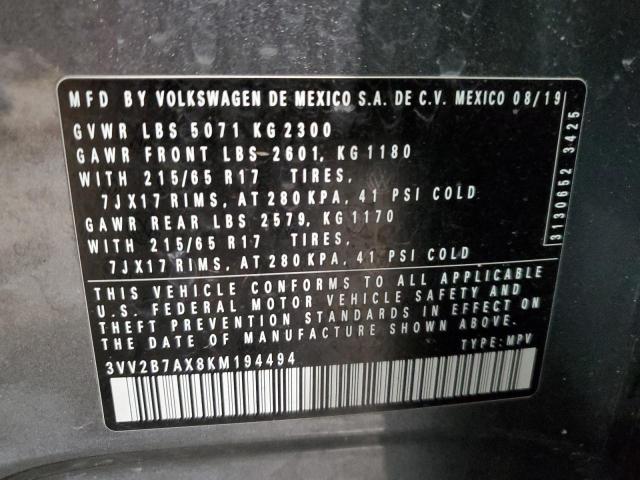 MFD BY VOLKSWAGEN DE MEXICO S.A. DE C.V. MEXICO 08/19
GVWR LBS 5071 KG 2300
GAWR FRONT LBS 2601, KG 1180
WITH 215/65 R17 TIRES,
7JX17 RIMS, AT 280 KPA, 41 PSI COLD
GAWR REAR LBS 2579, KG 1170
WITH 215/65 R17 TIRES,
7JX17 RIMS, AT 280 KPA, 41 PSI COLD
THIS VEHICLE CONFORMS TO ALL APPLICABLE
U.S. FEDERAL MOTOR VEHICLE SAFETY AND
THEFT PREVENTION STANDARDS IN EFFECT ON
THE DATE OF MANUFACTURE SHOWN ABOVE.
3VV2B7AX8KM194494 TYPE: MPV
3130652 3425